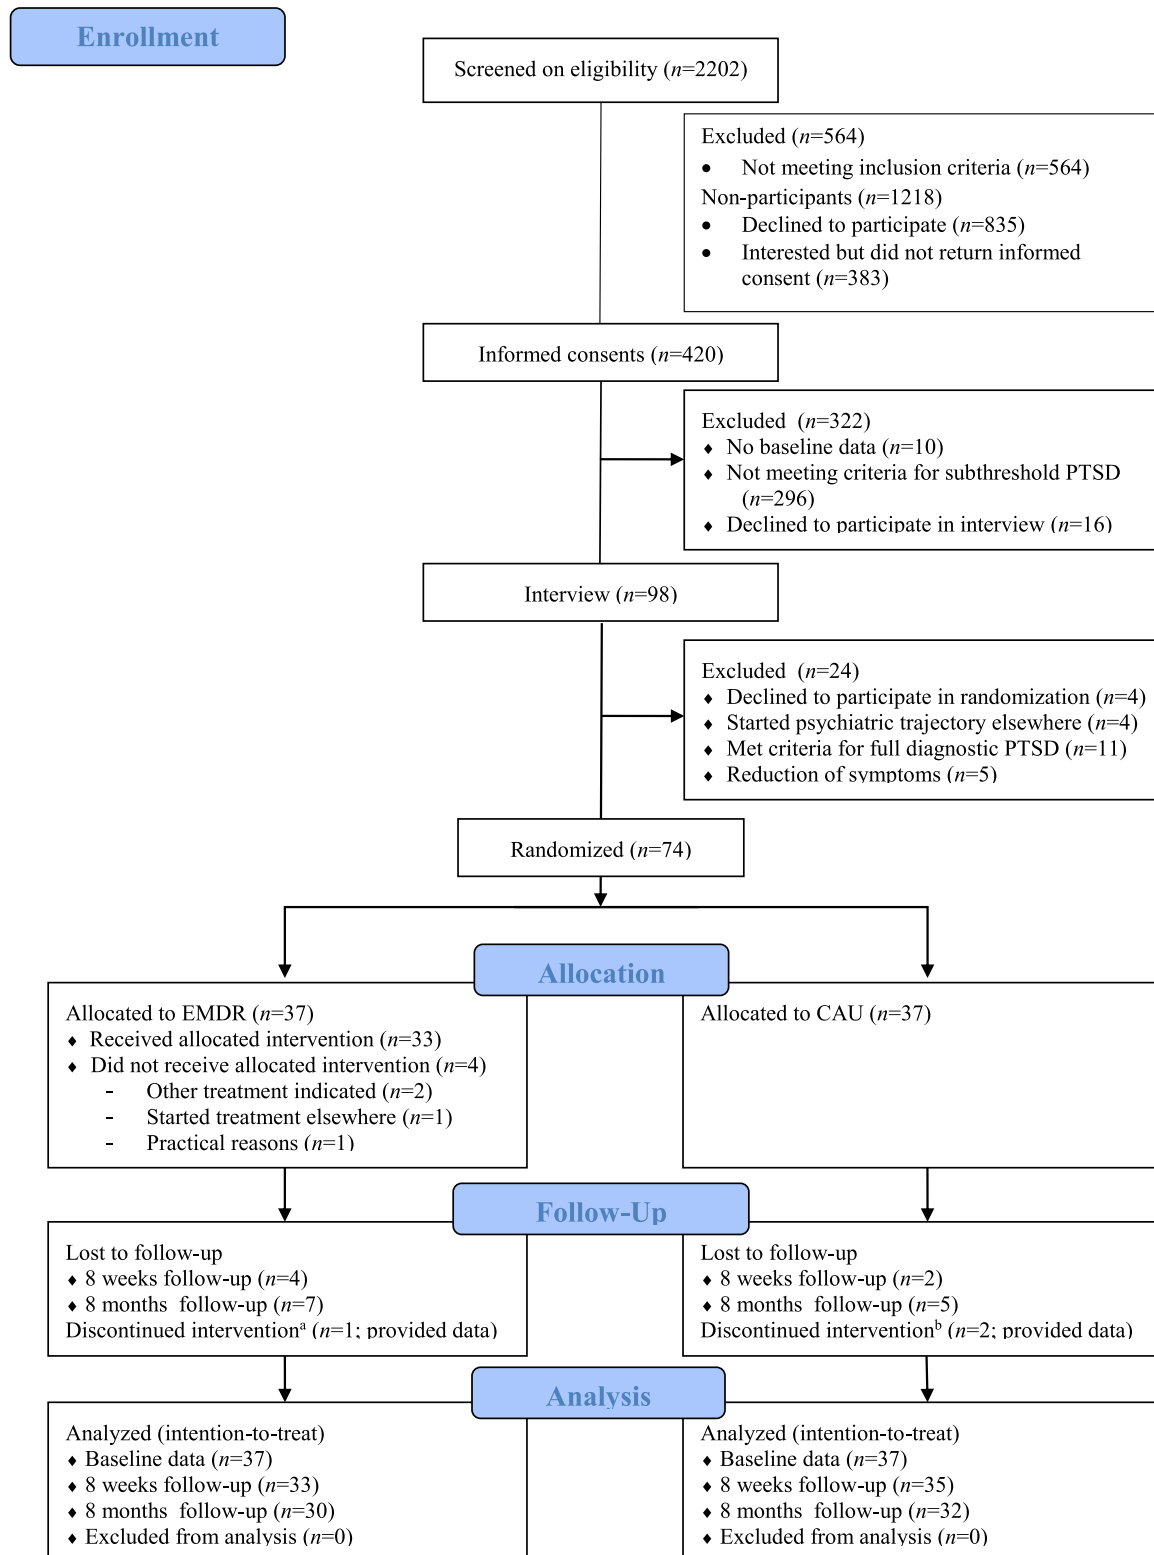 Enrollment
Screened on eligibility (n=2202)
Excluded (n=564)
• Not meeting inclusion criteria (n=564)
Non-participants (n=1218)
• Declined to participate (n=835)
• Interested but did not return informed
consent (n=383)
Informed consents (n=420)
Excluded (n=322)
♦ No baseline data (n=10)
♦ Not meeting criteria for subthreshold PTSD
(n=296)
♦ Declined to participate in interview (n=16)
Interview (n=98)
Excluded (n=24)
♦ Declined to participate in randomization (n=4)
♦ Started psychiatric trajectory elsewhere (n=4)
♦ Met criteria for full diagnostic PTSD (n=11)
♦ Reduction of symptoms (n=5)
Randomized (n=74)
Allocation
Allocated to EMDR (n=37)
♦ Received allocated intervention (n=33)
♦ Did not receive allocated intervention (n=4)
- Other treatment indicated (n=2)
- Started treatment elsewhere (n=1)
- Practical reasons (n=1)
Allocated to CAU (n=37)
Follow-Up
Lost to follow-up
♦ 8 weeks follow-up (n=4)
♦ 8 months follow-up (n=7)
Discontinued interventionᵃ (n=1; provided data)
Lost to follow-up
♦ 8 weeks follow-up (n=2)
♦ 8 months follow-up (n=5)
Discontinued interventionᵇ (n=2; provided data)
Analysis
Analyzed (intention-to-treat)
♦ Baseline data (n=37)
♦ 8 weeks follow-up (n=33)
♦ 8 months follow-up (n=30)
♦ Excluded from analysis (n=0)
Analyzed (intention-to-treat)
♦ Baseline data (n=37)
♦ 8 weeks follow-up (n=35)
♦ 8 months follow-up (n=32)
♦ Excluded from analysis (n=0)